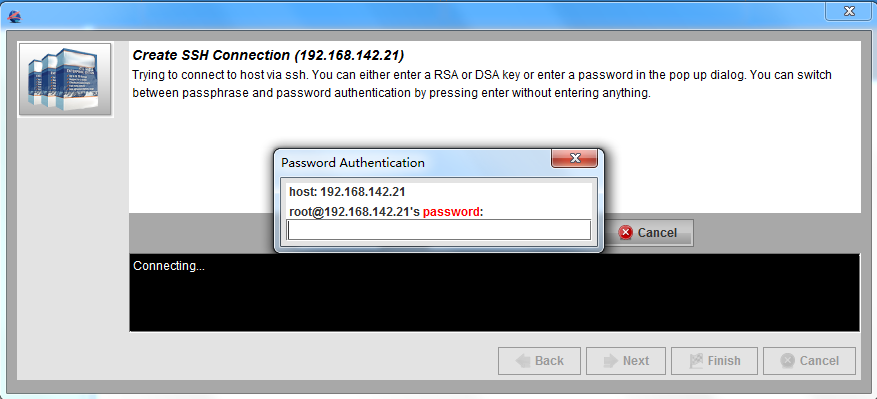 Create SSH Connection (192.168.142.21)
Trying to connect to host via ssh. You can either enter a RSA or DSA key or enter a password in the pop up dialog. You can switch
between passphrase and password authentication by pressing enter without entering anything.
Password Authentication
host: 192.168.142.21
root@192.168.142.21's password:
Cancel
Connecting...
Back
Next
Finish
Cancel